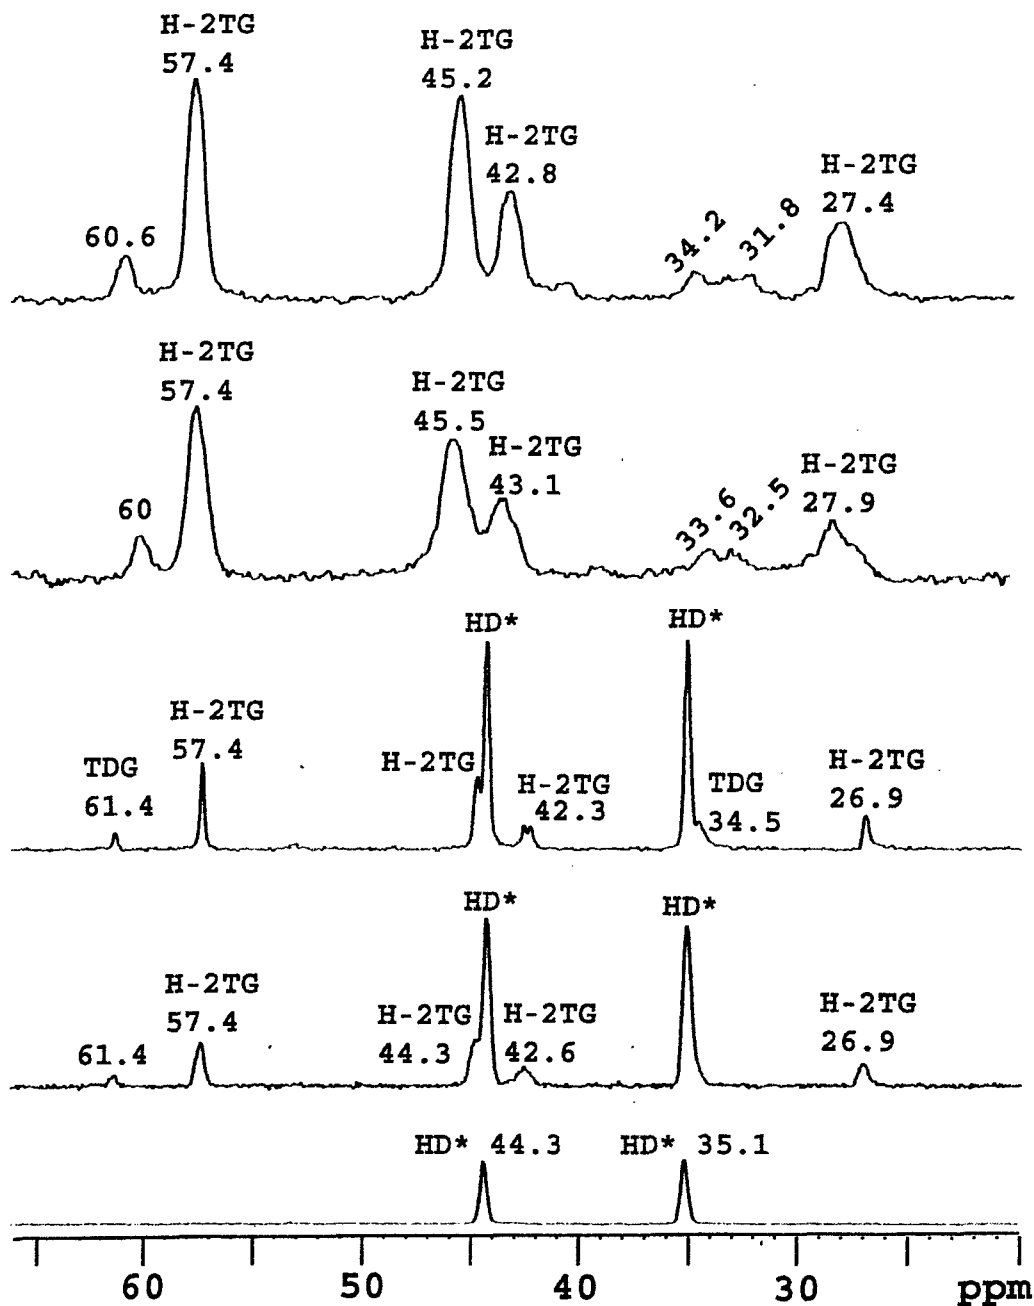 H-2TG
57.4
H-2TG
45.2
H-2TG
42.8
H-2TG
27.4
60.6
34.2
31.8
H-2TG
57.4
H-2TG
45.5
H-2TG
43.1
H-2TG
27.9
60
33.6
32.5
HD*
HD*
H-2TG
57.4
TDG
61.4
H-2TG
H-2TG
42.3
TDG
34.5
H-2TG
26.9
HD*
HD*
H-2TG
57.4
61.4
H-2TG
44.3
H-2TG
42.6
H-2TG
26.9
HD* 44.3
HD* 35.1
60 50 40 30 ppm